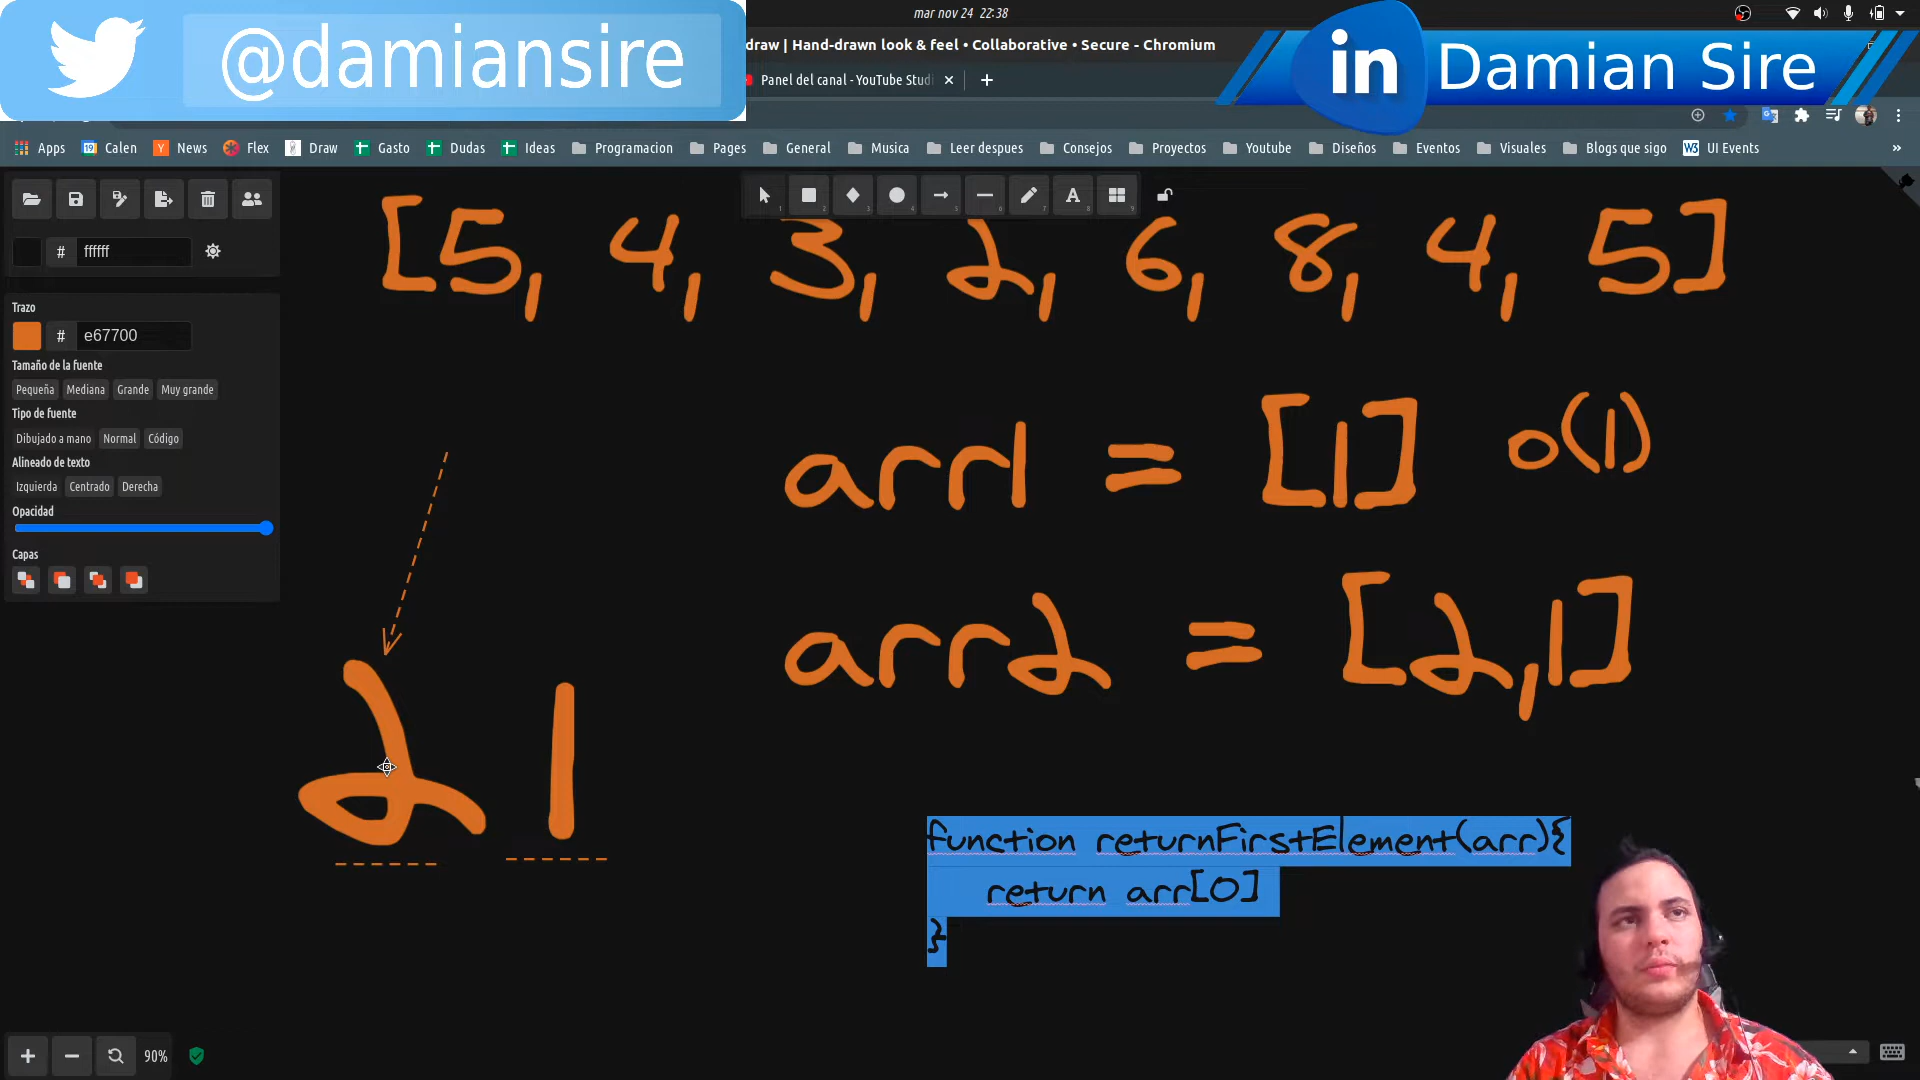 mar nov 24 22:38
@damiansire
draw | Hand-drawn look & feel • Collaborative • Secure - Chromium
in Damian Sire
Panel del canal - YouTube Studi
Apps Calen News Flex Draw Gasto Dudas Ideas Programacion Pages General Musica Leer despues Consejos Proyectos Youtube Diseños Eventos Visuales Blogs que sigo UI Events »
# ffffff
Trazo
# e67700
Tamaño de la fuente
Pequeña Mediana Grande Muy grande
Tipo de fuente
Dibujado a mano Normal Código
Alineado de texto
Izquierda Centrado Derecha
Opacidad
Capas
[5, 4, 3, 2, 6, 8, 4, 5]
arr1 = [1] o(1)
arr2 = [2,1]
2 1
function returnFirstElement(arr){
return arr[0]
}
90%